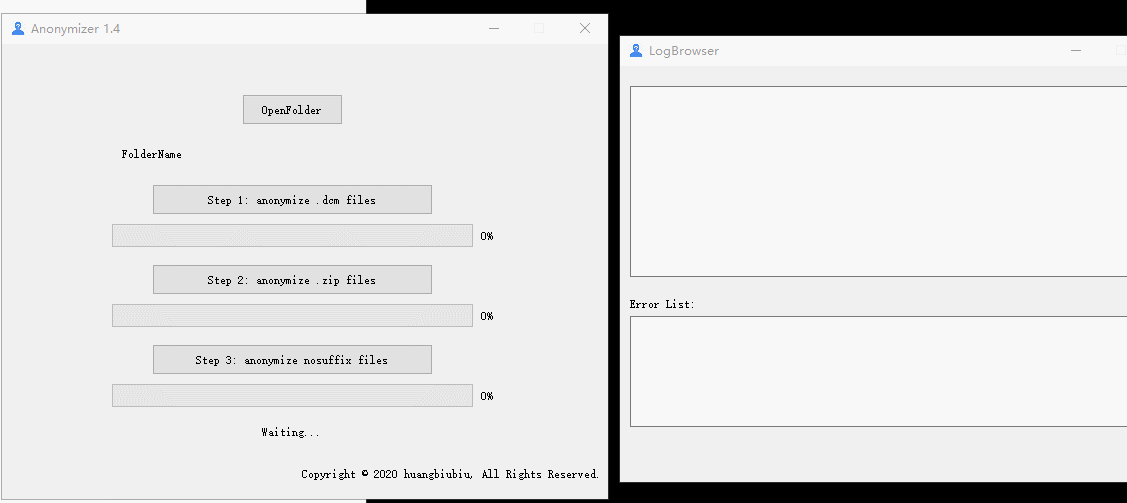 Anonymizer 1.4
OpenFolder
FolderName
Step 1: anonymize .dcm files
0%
Step 2: anonymize .zip files
0%
Step 3: anonymize nosuffix files
0%
Waiting...
Copyright © 2020 huangbiubiu, All Rights Reserved.
LogBrowser
Error List: